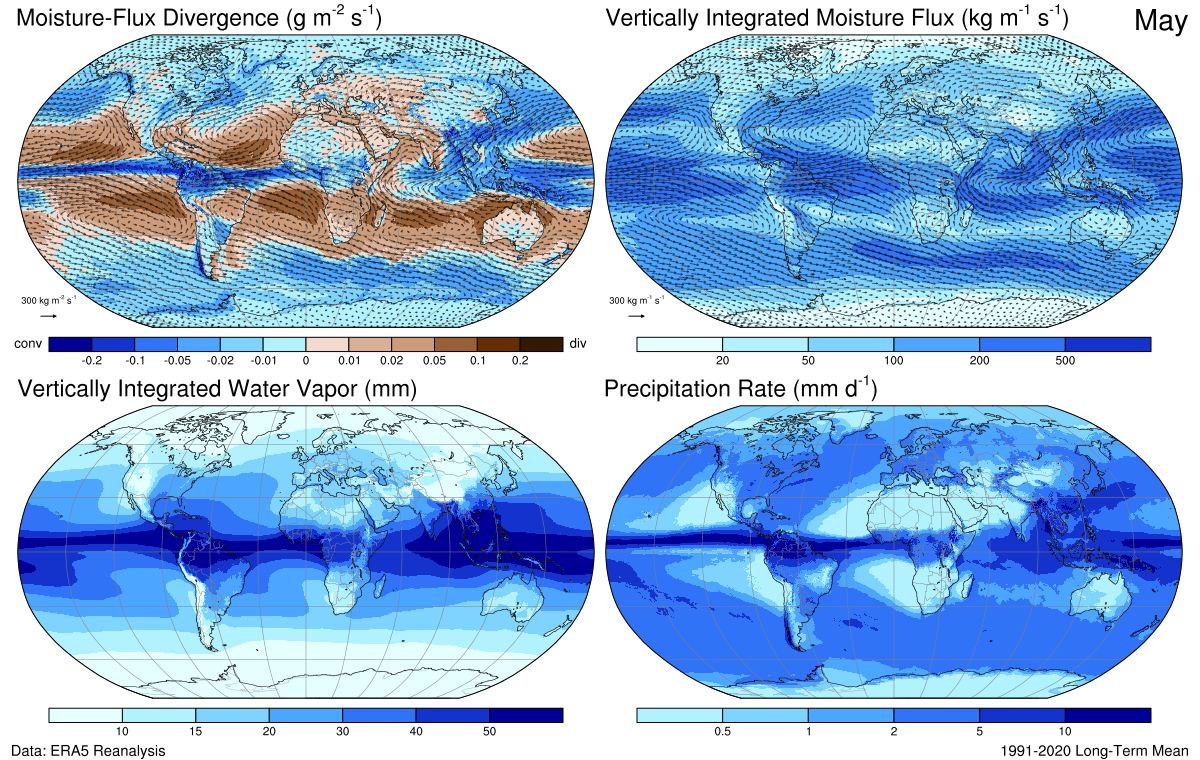 Moisture-Flux Divergence (g m⁻² s⁻¹)
Vertically Integrated Moisture Flux (kg m⁻¹ s⁻¹)
May
300 kg m⁻² s⁻¹
300 kg m⁻¹ s⁻¹
conv
div
-0.2 -0.1 -0.05 -0.02 -0.01 0 0.01 0.02 0.05 0.1 0.2
20 50 100 200 500
Vertically Integrated Water Vapor (mm)
Precipitation Rate (mm d⁻¹)
10 15 20 30 40 50
0.5 1 2 5 10
Data: ERA5 Reanalysis
1991-2020 Long-Term Mean